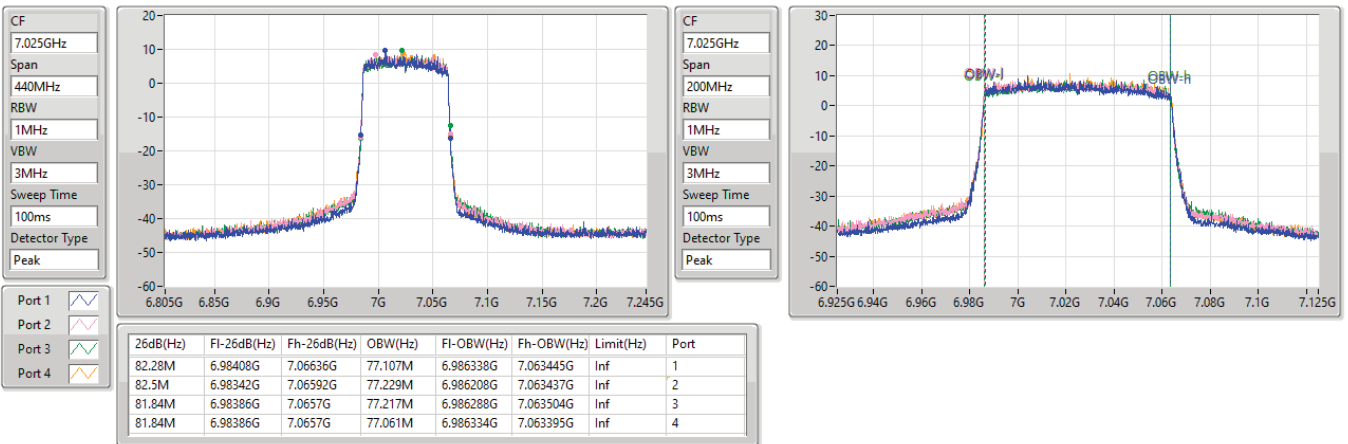 CF
7.025GHz
Span
440MHz
RBW
1MHz
VBW
3MHz
Sweep Time
100ms
Detector Type
Peak
20
10
0
-10
-20
-30
-40
-50
-60
6.805G 6.85G 6.9G 6.95G 7G 7.05G 7.1G 7.15G 7.2G 7.245G
CF
7.025GHz
Span
200MHz
RBW
1MHz
VBW
3MHz
Sweep Time
100ms
Detector Type
Peak
30
20
10
0
-10
-20
-30
-40
-50
-60
OBW-l OBW-h
6.925G 6.94G 6.96G 6.98G 7G 7.02G 7.04G 7.06G 7.08G 7.1G 7.125G
Port 1
Port 2
Port 3
Port 4
26dB(Hz) Fl-26dB(Hz) Fh-26dB(Hz) OBW(Hz) Fl-OBW(Hz) Fh-OBW(Hz) Limit(Hz) Port
82.28M 6.98408G 7.06636G 77.107M 6.986338G 7.063445G Inf 1
82.5M 6.98342G 7.06592G 77.229M 6.986208G 7.063437G Inf 2
81.84M 6.98386G 7.0657G 77.217M 6.986288G 7.063504G Inf 3
81.84M 6.98386G 7.0657G 77.061M 6.986334G 7.063395G Inf 4